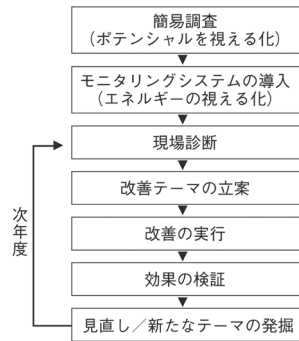 簡易調査
（ポテンシャルを視える化）
モニタリングシステムの導入
（エネルギーの視える化）
現場診断
改善テーマの立案
改善の実行
効果の検証
見直し／新たなテーマの発掘
次年度